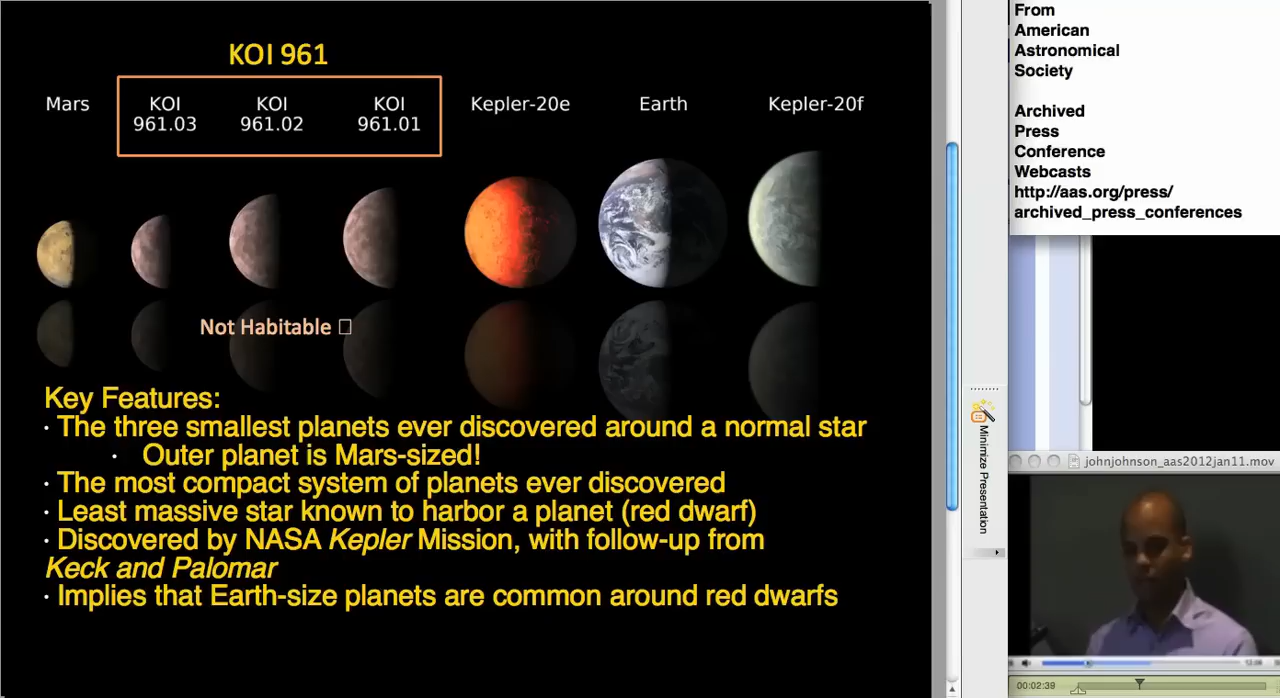 KOI 961
Mars
KOI
961.03
KOI
961.02
KOI
961.01
Kepler-20e
Earth
Kepler-20f
Not Habitable
Key Features:
· The three smallest planets ever discovered around a normal star
· Outer planet is Mars-sized!
· The most compact system of planets ever discovered
· Least massive star known to harbor a planet (red dwarf)
· Discovered by NASA Kepler Mission, with follow-up from
Keck and Palomar
· Implies that Earth-size planets are common around red dwarfs
Minimize Presentation
From
American
Astronomical
Society
Archived
Press
Conference
Webcasts
http://aas.org/press/
archived_press_conferences
johnjohnson_aas2012jan11.mov
00:02:39